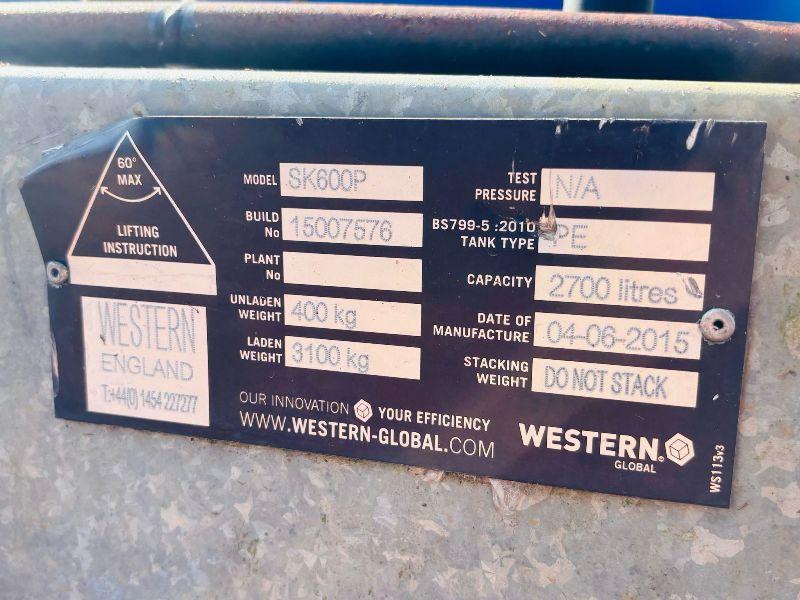 60°
MAX
LIFTING
INSTRUCTION
WESTERN
ENGLAND
T:+44(0) 1454 227277
MODEL SK600P
BUILD
No 15007576
PLANT
No
UNLADEN
WEIGHT 400 kg
LADEN
WEIGHT 3100 kg
TEST
PRESSURE N/A
BS799-5 :2010
TANK TYPE PE
CAPACITY 2700 litres
DATE OF
MANUFACTURE 04-06-2015
STACKING
WEIGHT DO NOT STACK
OUR INNOVATION YOUR EFFICIENCY
WWW.WESTERN-GLOBAL.COM
WESTERN.
GLOBAL
WS113v3